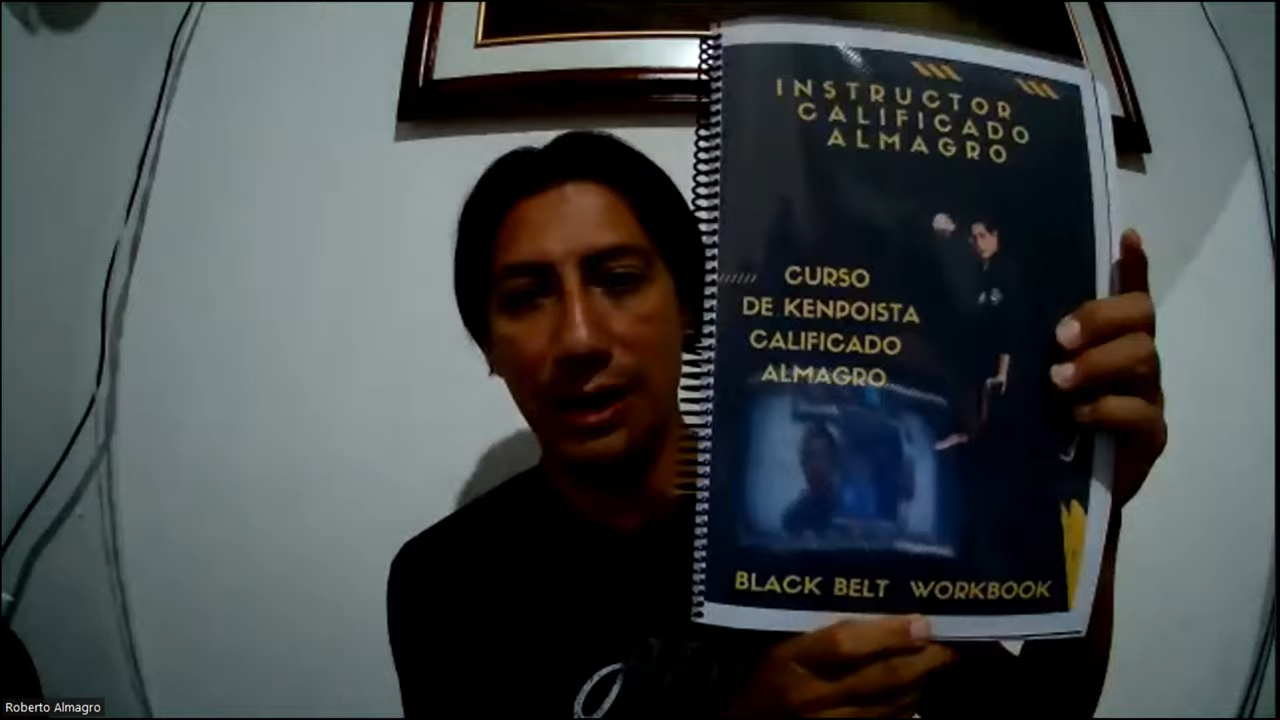 INSTRUCTOR
CALIFICADO
ALMAGRO
CURSO
DE KENPOISTA
CALIFICADO
ALMAGRO
BLACK BELT WORKBOOK
Roberto Almagro